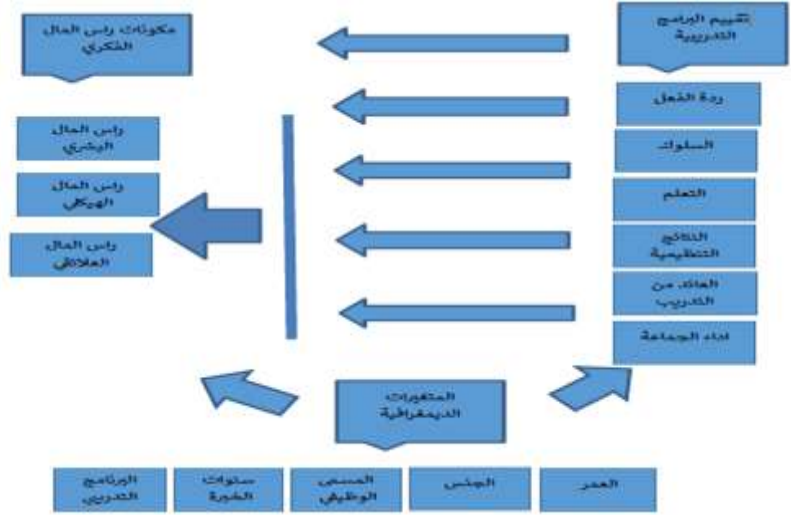 تقييم البرامج
التدريبية
مكونات راس المال
الفكري
ردة الفعل
السلوك
التعلم
النتائج
التنظيمية
العائد من
التدريب
اداء الجماعة
راس المال
البشري
راس المال
الهيكلي
راس المال
العلائقي
المتغيرات
الديمغرافية
العمر
الجنس
المسمى
الوظيفي
سنوات
الخبرة
البرنامج
التدريبي